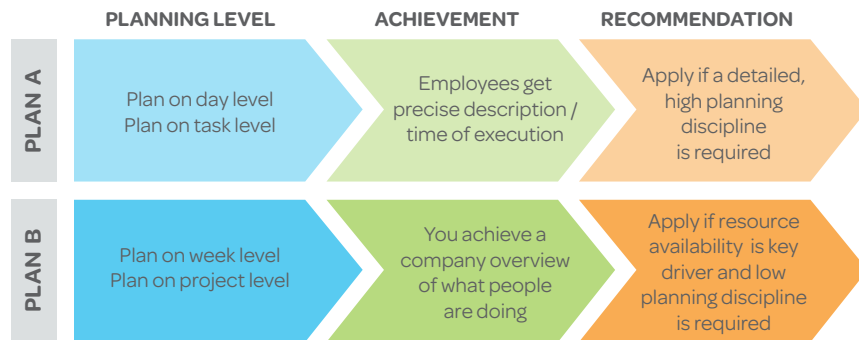 PLANNING LEVEL
ACHIEVEMENT
RECOMMENDATION
PLAN A
Plan on day level
Plan on task level
Employees get
precise description /
time of execution
Apply if a detailed,
high planning
discipline
is required
PLAN B
Plan on week level
Plan on project level
You achieve a
company overview
of what people
are doing
Apply if resource
availability is key
driver and low
planning discipline
is required